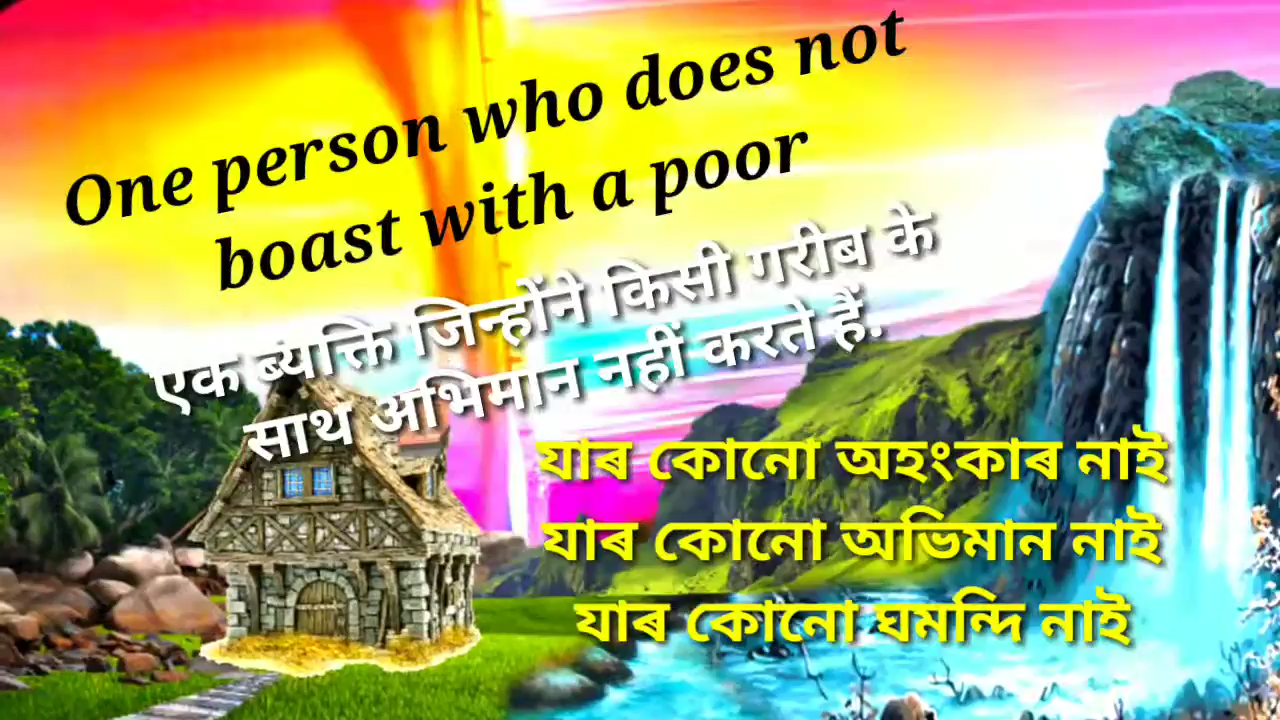 One person who does not
boast with a poor
एक ब्यक्ति जिन्होंने किसी गरीब के
साथ अभिमान नहीं करते हैं.
যাৰ কোনো অহংকাৰ নাই
যাৰ কোনো অভিমান নাই
যাৰ কোনো ঘমন্দি নাই